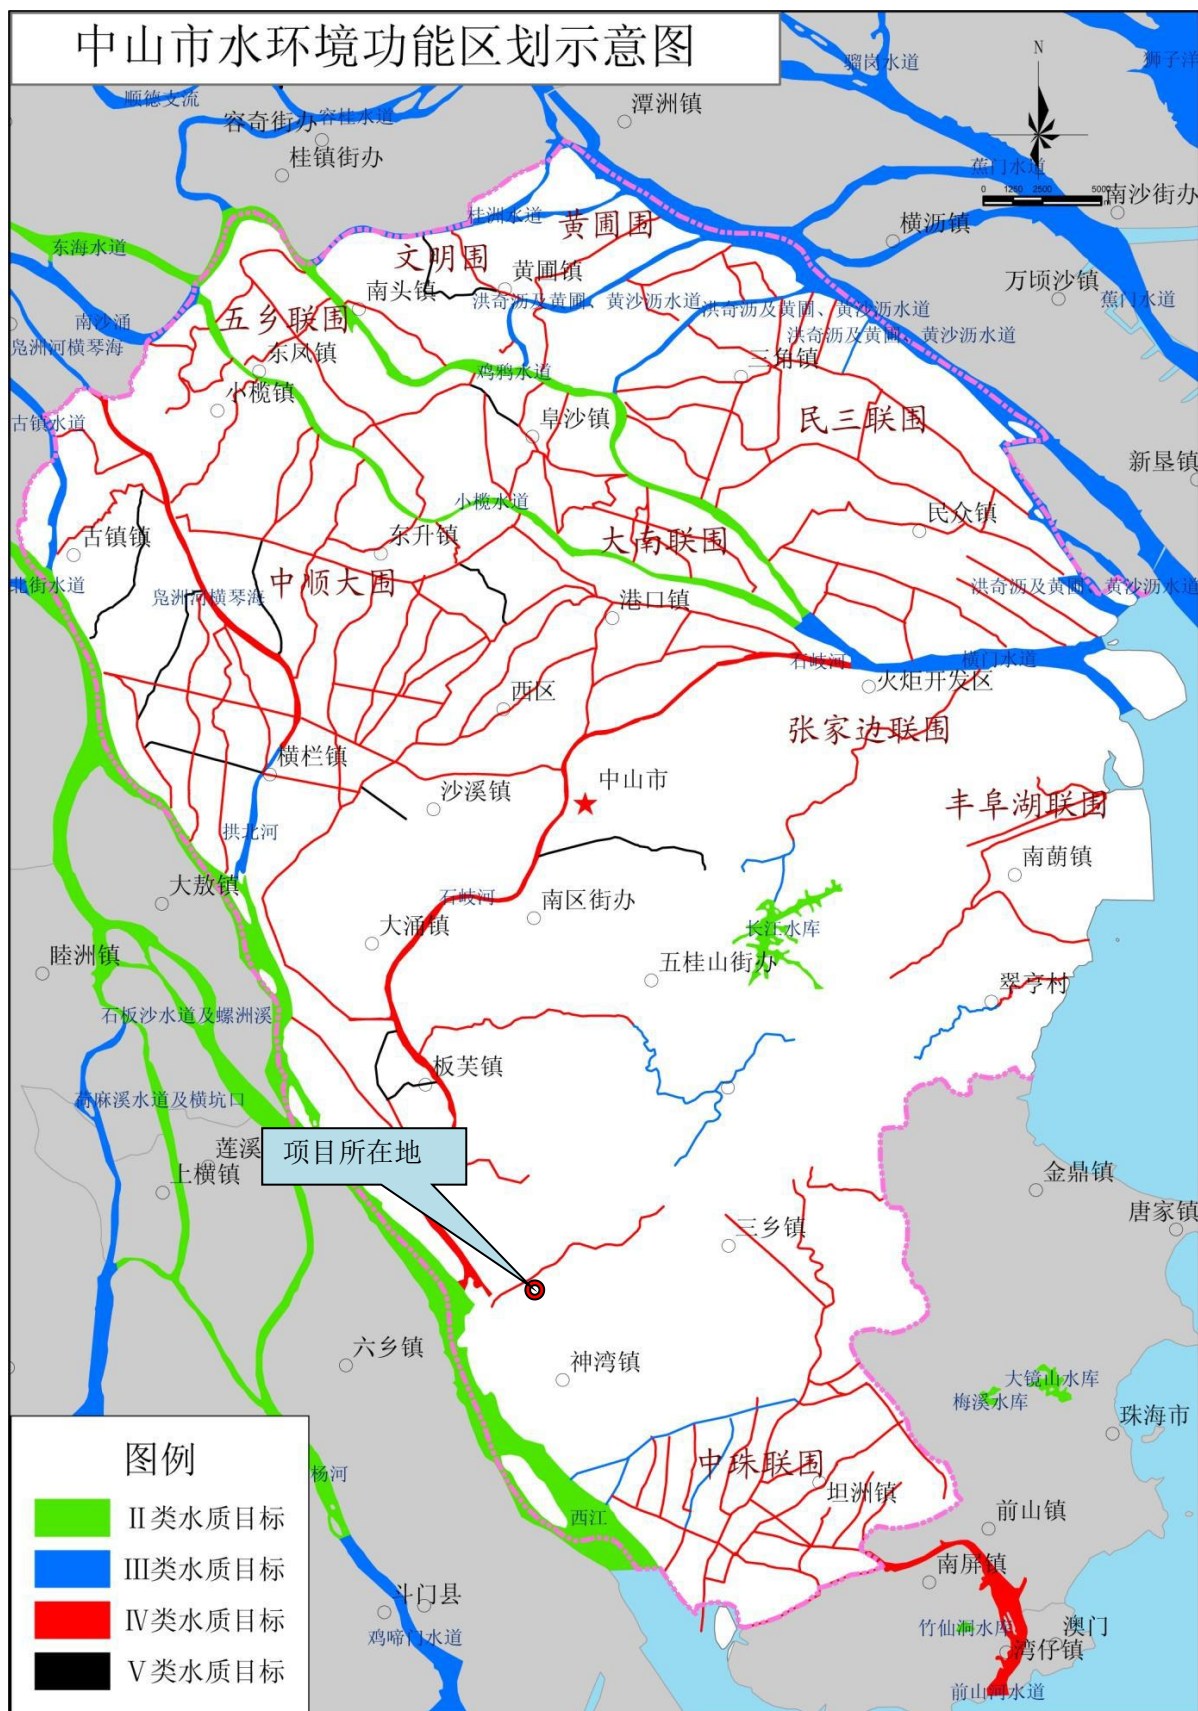 中山市水环境功能区划示意图
骝岗水道
狮子洋
N
顺德支流
容奇街办
容桂水道
潭洲镇
桂镇街办
蕉门水道
0 1250 2500 5000
南沙街办
桂洲水道
黄圃围
横沥镇
东海水道
文明围
黄圃镇
万顷沙镇
南头镇
洪奇沥及黄圃、黄沙沥水道
洪奇沥及黄圃、黄沙沥水道
蕉门水道
南沙涌
五乡联围
洪奇沥及黄圃、黄沙沥水道
凫洲河横琴海
东凤镇
鸡鸦水道
三角镇
小榄镇
古镇水道
阜沙镇
民三联围
新垦镇
小榄水道
民众镇
古镇镇
东升镇
大南联围
北街水道
凫洲河横琴海
中顺大围
洪奇沥及黄圃、黄沙沥水道
港口镇
石岐河
横门水道
火炬开发区
西区
张家边联围
横栏镇
中山市
沙溪镇
丰阜湖联围
拱北河
南蓢镇
大敖镇
石岐河
南区街办
大涌镇
长江水库
睦洲镇
五桂山街办
翠亨村
石板沙水道及螺洲溪
板芙镇
荷麻溪水道及横坑口
项目所在地
莲溪
上横镇
金鼎镇
唐家镇
三乡镇
六乡镇
神湾镇
大镜山水库
梅溪水库
珠海市
图例
中珠联围
杨河
坦洲镇
II类水质目标
西江
前山镇
III类水质目标
南屏镇
斗门县
IV类水质目标
鸡啼门水道
竹仙洞水库
澳门
湾仔镇
V类水质目标
前山河水道